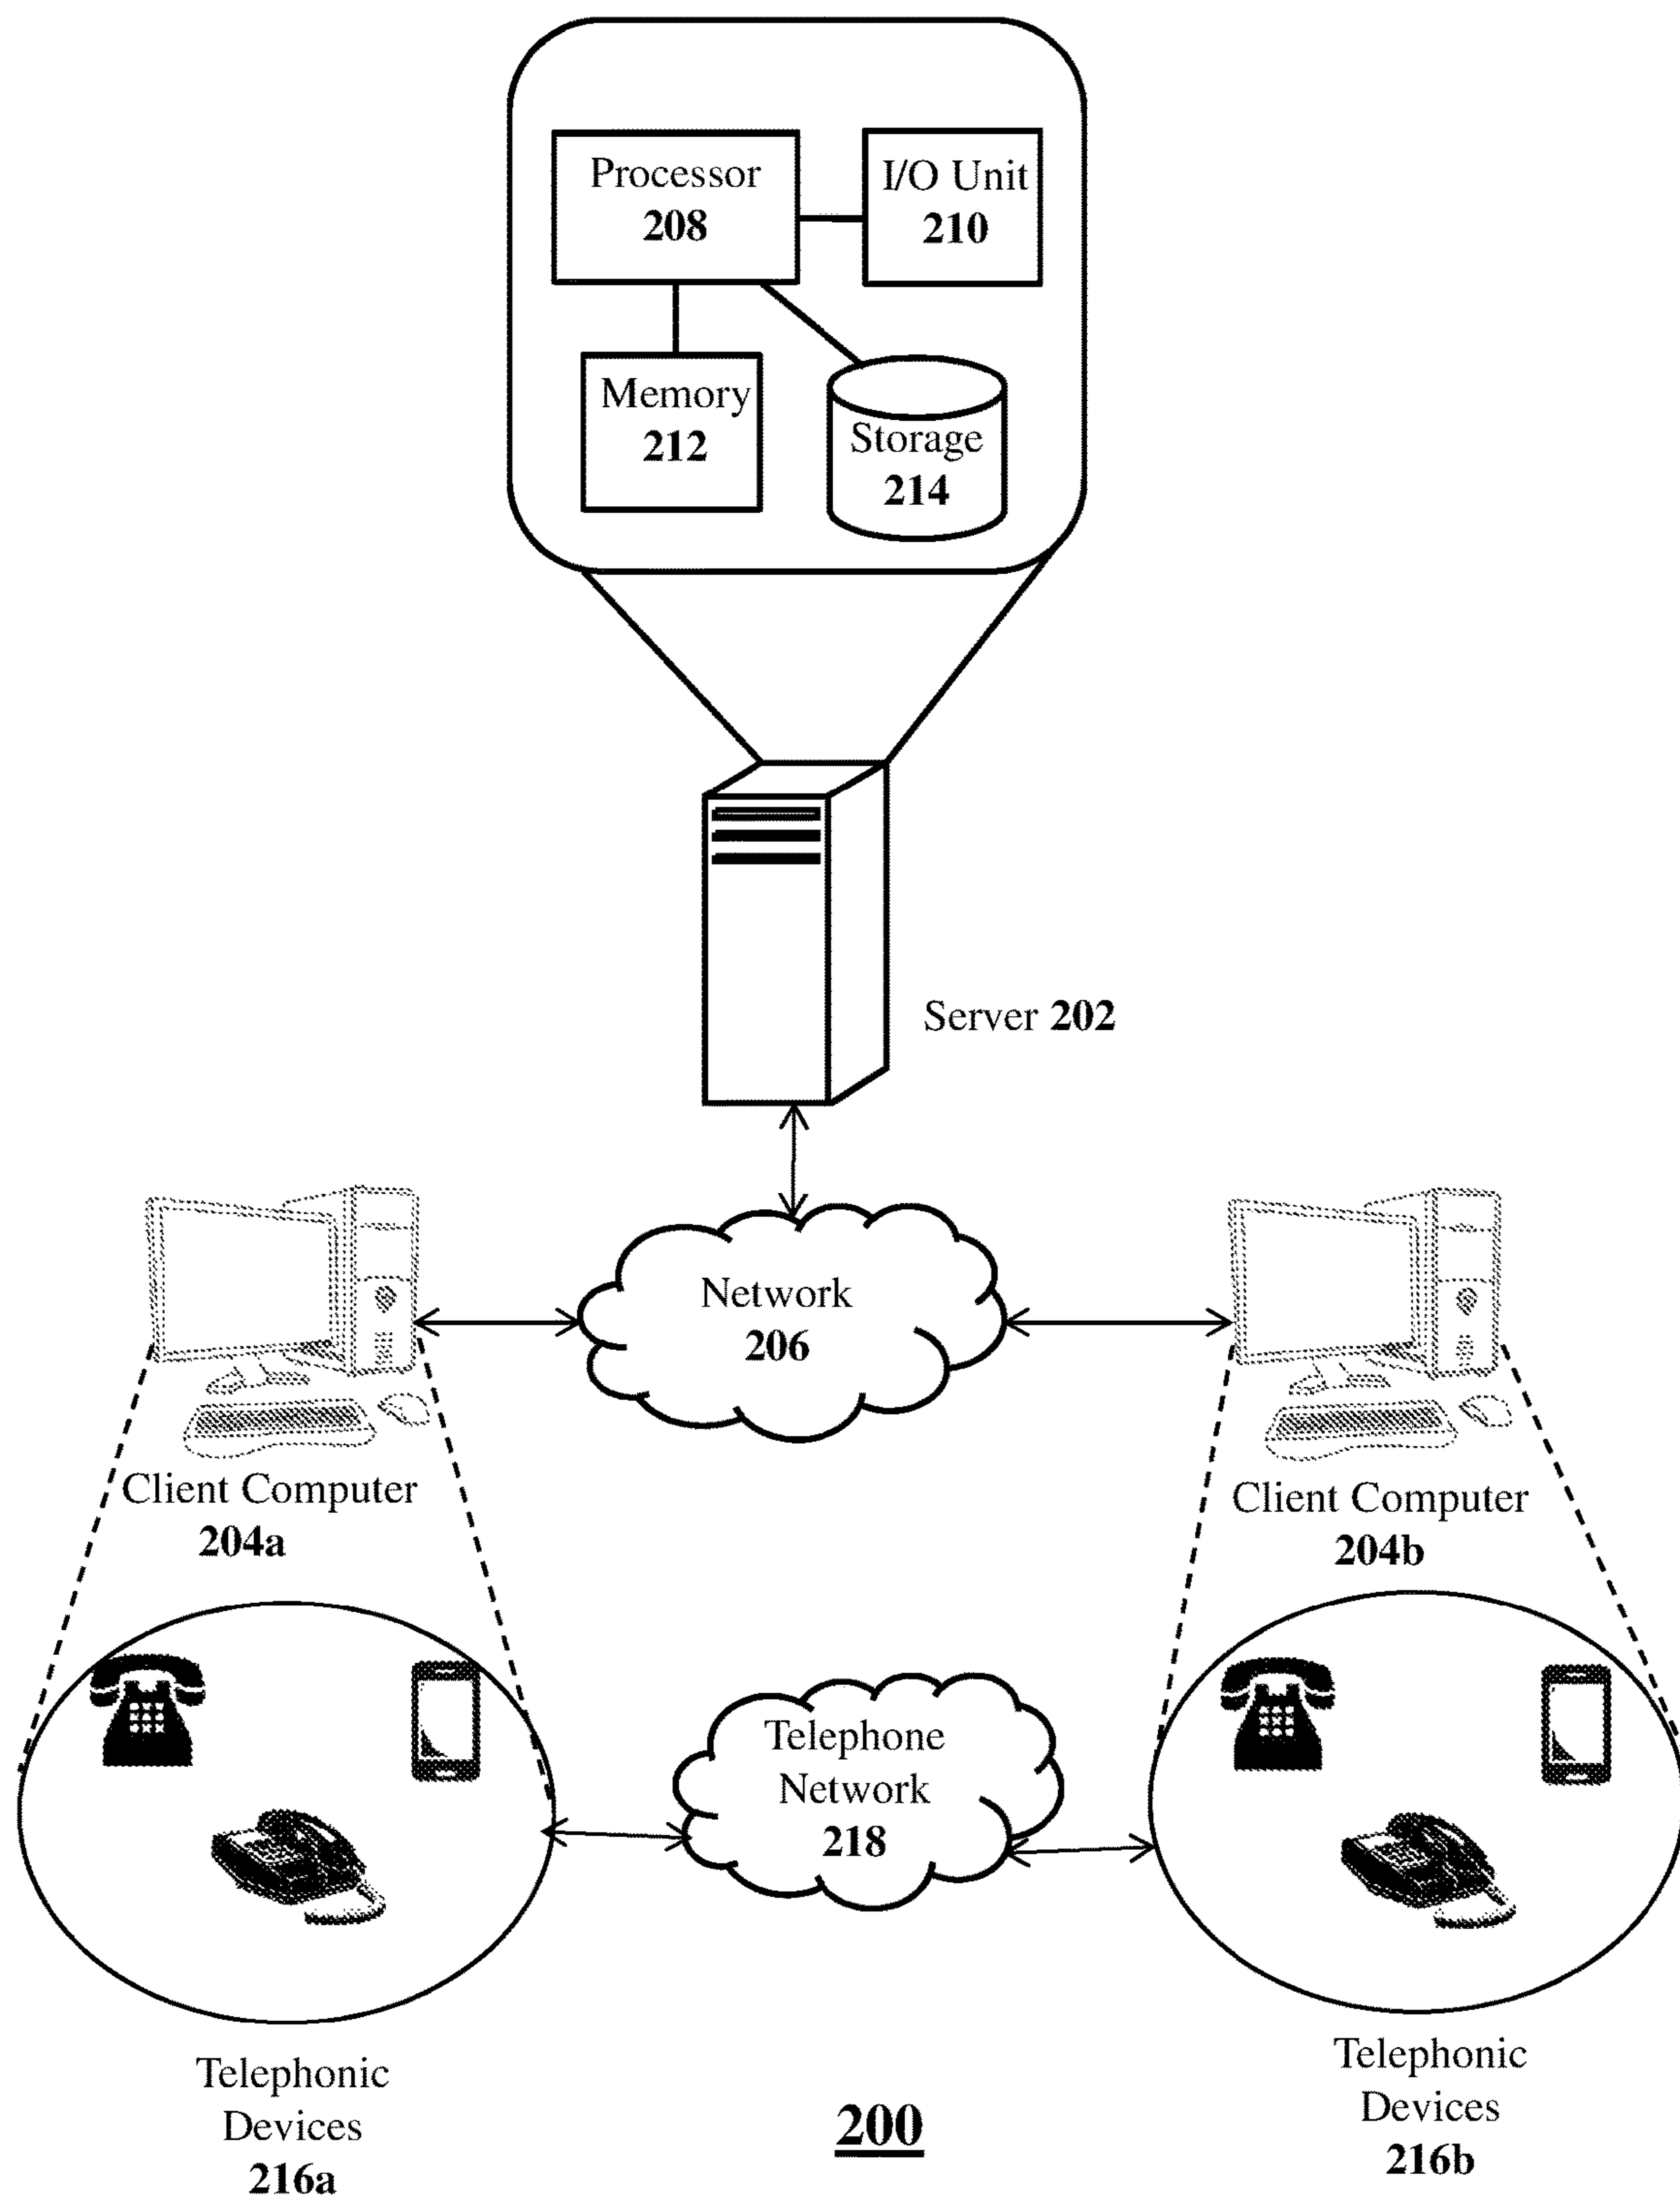 Processor
208
I/O Unit
210
Memory
212
Storage
214
Server 202
Network
206
Client Computer
204a
Client Computer
204b
Telephone
Network
218
Telephonic
Devices
216a
200
Telephonic
Devices
216b